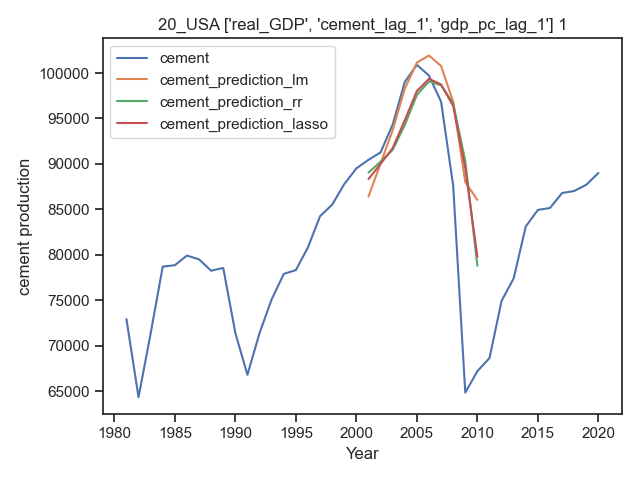 20_USA ['real_GDP', 'cement_lag_1', 'gdp_pc_lag_1'] 1
cement
cement_prediction_lm
cement_prediction_rr
cement_prediction_lasso
100000
95000
90000
85000
80000
75000
70000
65000
cement production
1980 1985 1990 1995 2000 2005 2010 2015 2020
Year